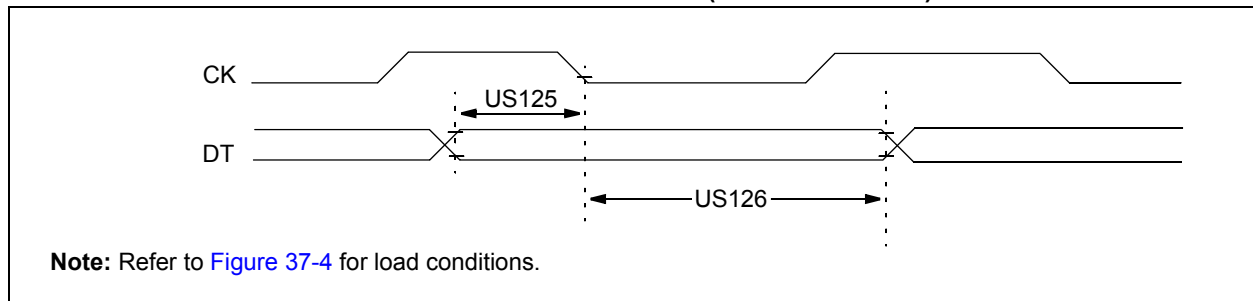 CK
US125
DT
US126
Note: Refer to Figure 37-4 for load conditions.